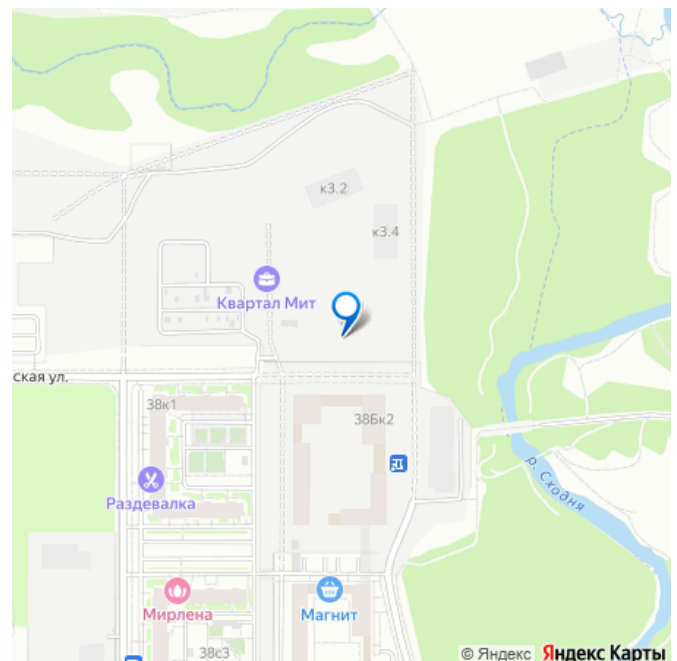 к3.2
к3.4
Квартал Мит
ская ул.
38к1
38Бк2
Раздевалка
р. Сходня
Мирлена
Магнит
38с3
© Яндекс Яндекс Карты